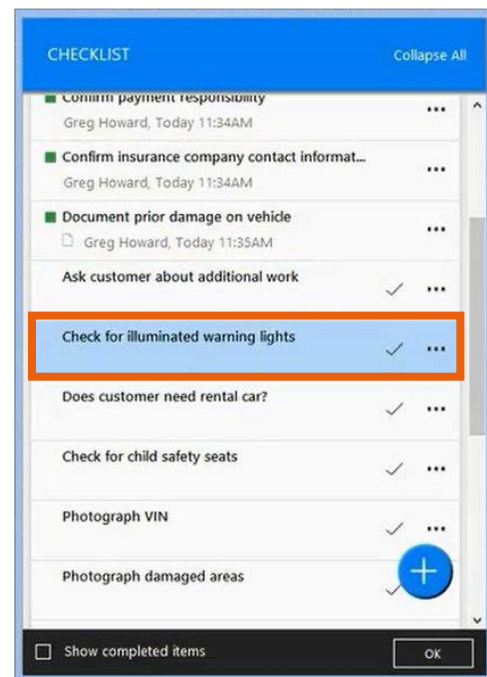 CHECKLIST Collapse All
Confirm payment responsibility
Greg Howard, Today 11:34AM
Confirm insurance company contact informat...
Greg Howard, Today 11:34AM
Document prior damage on vehicle
Greg Howard, Today 11:35AM
Ask customer about additional work
Check for illuminated warning lights
Does customer need rental car?
Check for child safety seats
Photograph VIN
Photograph damaged areas
Show completed items OK